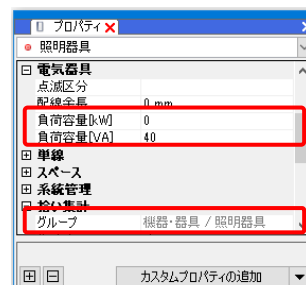 プロパティ
照明器具
電気器具
点滅区分
配線余長 0 mm
負荷容量[kW] 0
負荷容量[VA] 40
単線
スペース
系統管理
拾い集計
グループ 機器・器具 / 照明器具
カスタムプロパティの追加